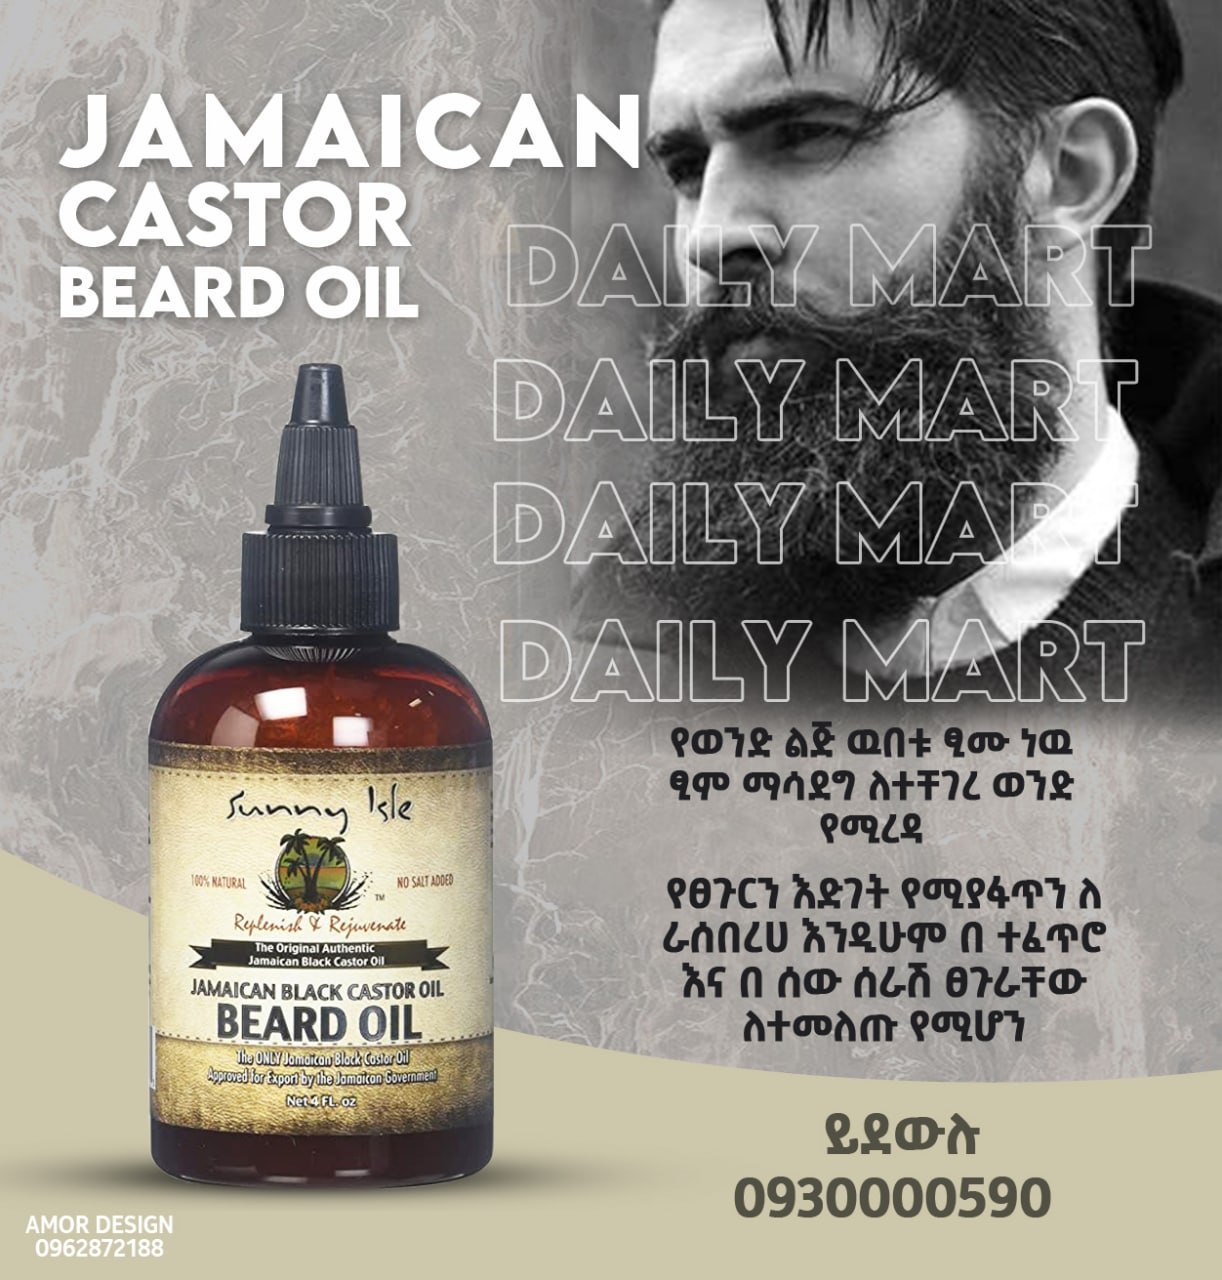 JAMAICAN
CASTOR
BEARD OIL
DAILY MART
DAILY MART
DAILY MART
DAILY MART
Sunny Isle
100% NATURAL
NO SALT ADDED
TM
Replenish & Rejuvenate
The Original Authentic
Jamaican Black Castor Oil
JAMAICAN BLACK CASTOR OIL
BEARD OIL
The ONLY Jamaican Black Castor Oil
Approved for Export by the Jamaican Government
Net 4 FL. oz
የወንድ ልጅ ዉበቱ ፂሙ ነዉ
ፂም ማሳደግ ለተቸገረ ወንድ
የሚረዳ
የፀጉርን እድገት የሚያፋጥን ለ
ራሰበረሀ እንዲሁም በ ተፈጥሮ
እና በ ሰው ሰራሽ ፀጉራቸው
ለተመለጡ የሚሆን
ይደውሉ
0930000590
AMOR DESIGN
0962872188